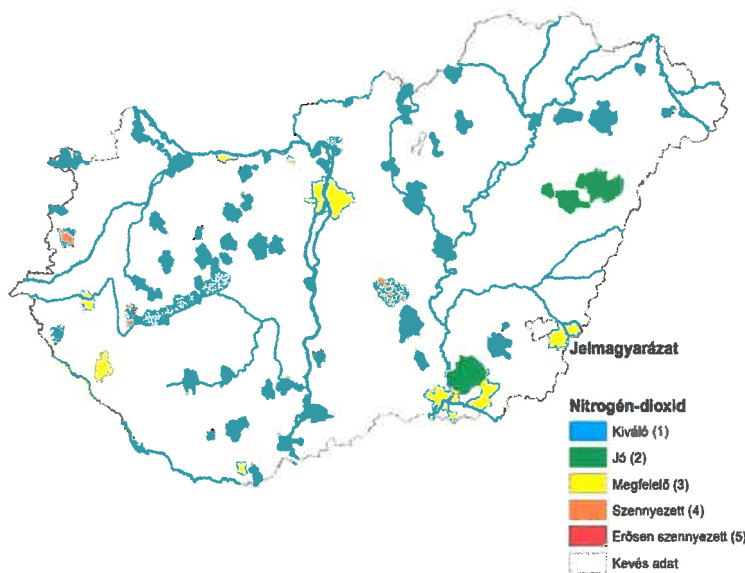 Jelmagyarázat
Nitrogén-dioxid
Kiváló (1)
Jó (2)
Megfelelő (3)
Szennyezett (4)
Erősen szennyezett (5)
Kevés adat